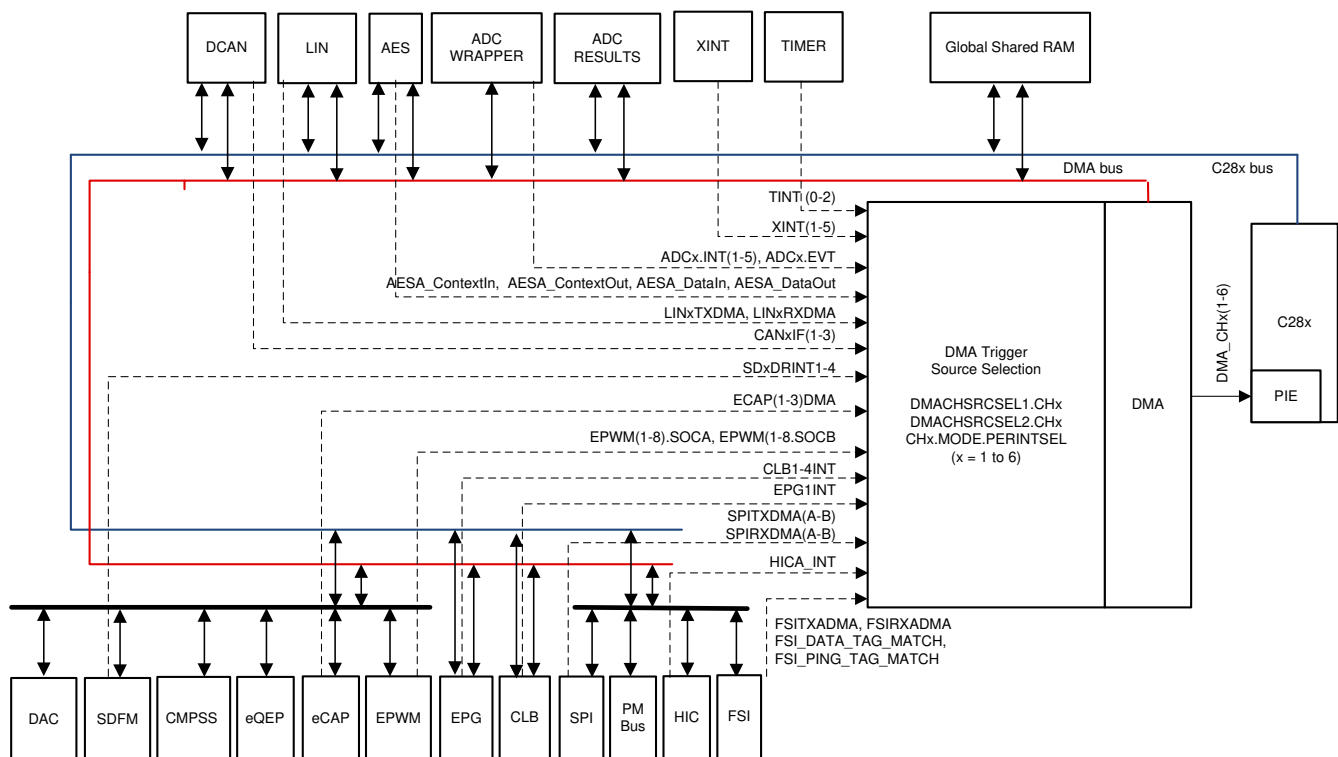 DCAN
LIN
AES
ADC
WRAPPER
ADC
RESULTS
XINT
TIMER
Global Shared RAM
DMA bus
C28x bus
TINT (0-2)
XINT(1-5)
ADCx.INT(1-5), ADCx.EVT
AESA_ContextIn, AESA_ContextOut, AESA_DataIn, AESA_DataOut
LINxTXDMA, LINxRXDMA
CANxIF(1-3)
SDxDRINT1-4
ECAP(1-3)DMA
EPWM(1-8).SOCA, EPWM(1-8.SOCB
CLB1-4INT
EPG1INT
SPITXDMA(A-B)
SPIRXDMA(A-B)
HICA_INT
FSITXADMA, FSIRXADMA
FSI_DATA_TAG_MATCH,
FSI_PING_TAG_MATCH
DMA Trigger
Source Selection
DMACHSRCSEL1.CHx
DMACHSRCSEL2.CHx
CHx.MODE.PERINTSEL
(x = 1 to 6)
DMA
DMA_CHx(1-6)
C28x
PIE
DAC
SDFM
CMPSS
eQEP
eCAP
EPWM
EPG
CLB
SPI
PM
Bus
HIC
FSI